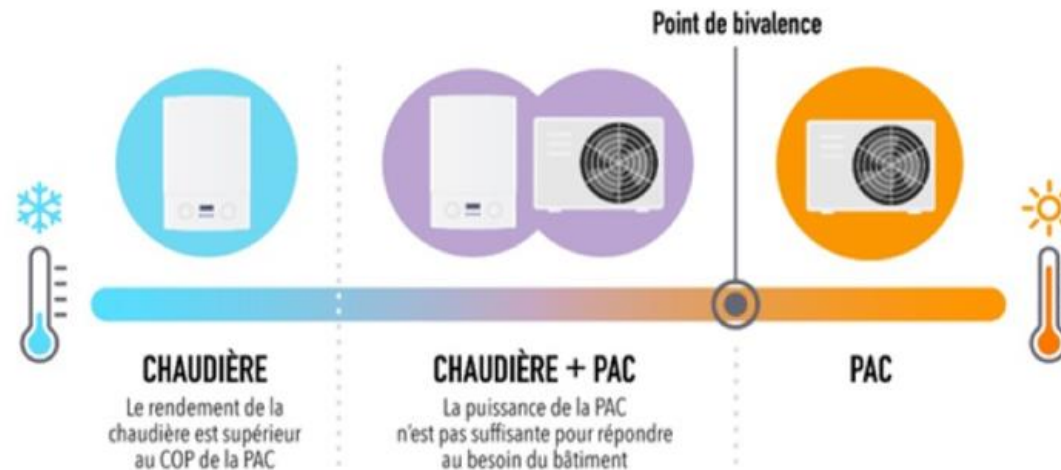 Point de bivalence
CHAUDIÈRE
Le rendement de la
chaudière est supérieur
au COP de la PAC
CHAUDIÈRE + PAC
La puissance de la PAC
n'est pas suffisante pour répondre
au besoin du bâtiment
PAC